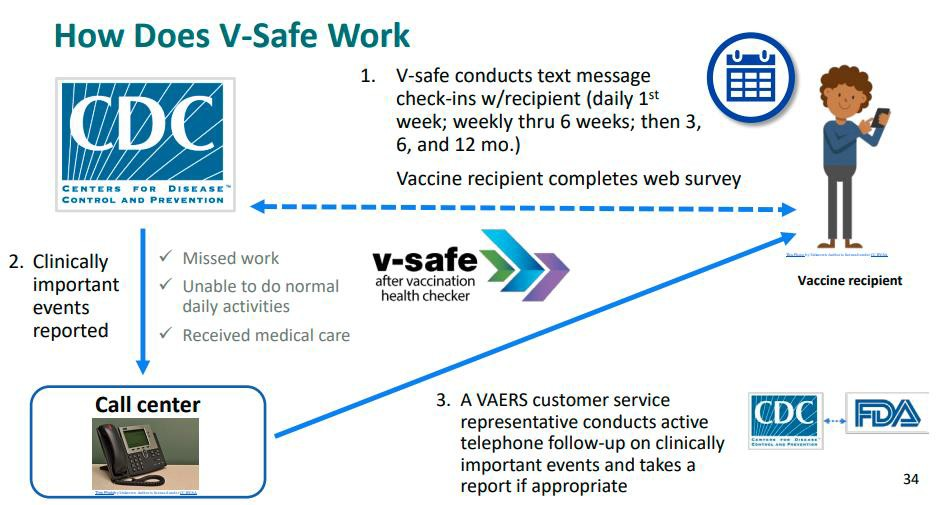 How Does V-Safe Work
CDC
CENTERS FOR DISEASE™
CONTROL AND PREVENTION
1. V-safe conducts text message
check-ins w/recipient (daily 1st
week; weekly thru 6 weeks; then 3,
6, and 12 mo.)
Vaccine recipient completes web survey
2. Clinically
important
events
reported
✓ Missed work
✓ Unable to do normal
daily activities
✓ Received medical care
v-safe
after vaccination
health checker
Vaccine recipient
Call center
3. A VAERS customer service
representative conducts active
telephone follow-up on clinically
important events and takes a
report if appropriate
CDC
CENTERS FOR DISEASE
CONTROL AND PREVENTION
FDA
34